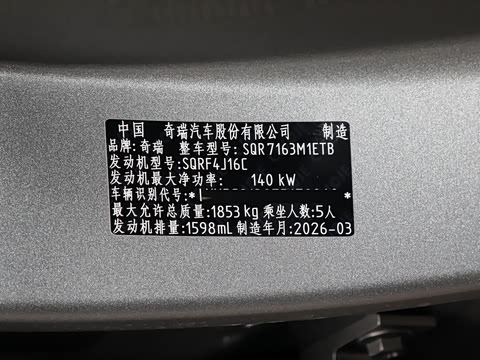 中国 奇瑞汽车股份有限公司 制造
品牌:奇瑞 整车型号:SQR7163M1ETB
发动机型号:SQRF4J16C
发动机最大净功率: 140 kW
车辆识别代号:*L *
最大允许总质量:1853 kg 乘坐人数:5人
发动机排量:1598mL 制造年月:2026-03